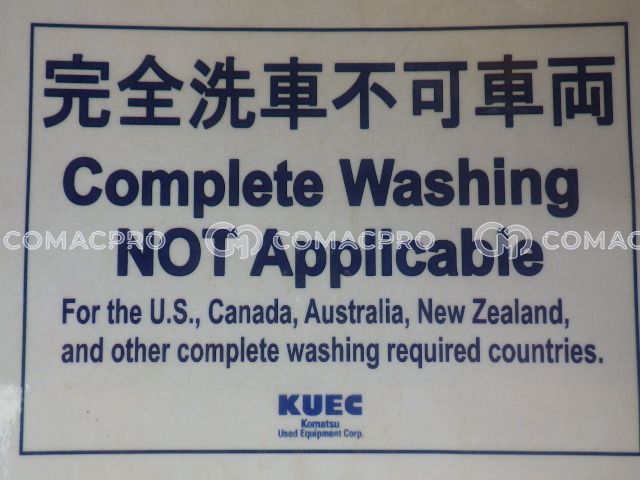 完全洗車不可車両
Complete Washing
NOT Applicable
COMACPRO COMACPRO COMACPRO
For the U.S., Canada, Australia, New Zealand,
and other complete washing required countries.
KUEC
Komatsu
Used Equipment Corp.